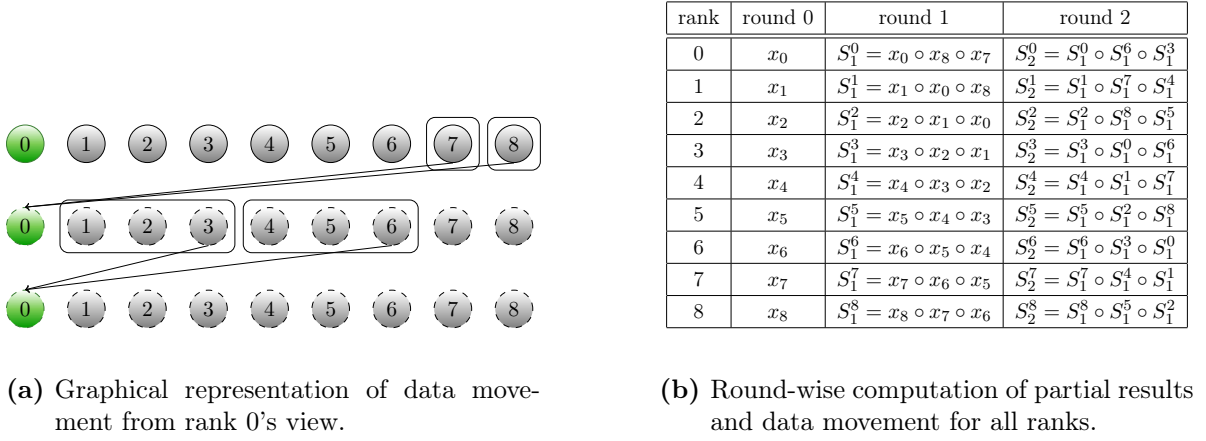 0 1 2 3 4 5 6 7 8
0 1 2 3 4 5 6 7 8
0 1 2 3 4 5 6 7 8
(a) Graphical representation of data move-
ment from rank 0's view.
rank round 0 round 1 round 2
0 x_0 S_1^0 = x_0 ∘ x_8 ∘ x_7 S_2^0 = S_1^0 ∘ S_1^6 ∘ S_1^3
1 x_1 S_1^1 = x_1 ∘ x_0 ∘ x_8 S_2^1 = S_1^1 ∘ S_1^7 ∘ S_1^4
2 x_2 S_1^2 = x_2 ∘ x_1 ∘ x_0 S_2^2 = S_1^2 ∘ S_1^8 ∘ S_1^5
3 x_3 S_1^3 = x_3 ∘ x_2 ∘ x_1 S_2^3 = S_1^3 ∘ S_1^0 ∘ S_1^6
4 x_4 S_1^4 = x_4 ∘ x_3 ∘ x_2 S_2^4 = S_1^4 ∘ S_1^1 ∘ S_1^7
5 x_5 S_1^5 = x_5 ∘ x_4 ∘ x_3 S_2^5 = S_1^5 ∘ S_1^2 ∘ S_1^8
6 x_6 S_1^6 = x_6 ∘ x_5 ∘ x_4 S_2^6 = S_1^6 ∘ S_1^3 ∘ S_1^0
7 x_7 S_1^7 = x_7 ∘ x_6 ∘ x_5 S_2^7 = S_1^7 ∘ S_1^4 ∘ S_1^1
8 x_8 S_1^8 = x_8 ∘ x_7 ∘ x_6 S_2^8 = S_1^8 ∘ S_1^5 ∘ S_1^2
(b) Round-wise computation of partial results
and data movement for all ranks.